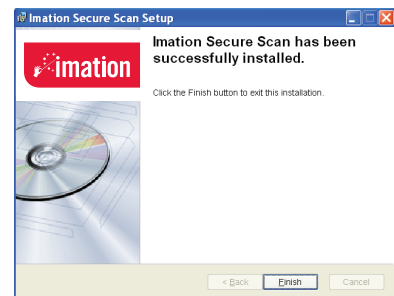 Imation Secure Scan Setup
imation
Imation Secure Scan has been
successfully installed.
Click the Finish button to exit this installation.
< Back
Finish
Cancel